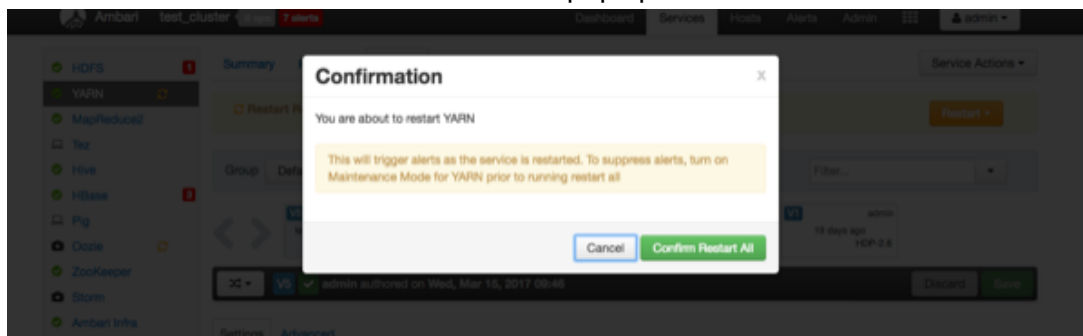 Ambari test_cluster 7 alerts Dashboard Services Hosts Alerts Admin admin
HDFS 1
YARN
MapReduce2
Tez
Hive
HBase 3
Pig
Oozie
ZooKeeper
Storm
Ambari Infra
Summary
Service Actions
Restart
Restart
Group
Filter...
Confirmation X
You are about to restart YARN
This will trigger alerts as the service is restarted. To suppress alerts, turn on
Maintenance Mode for YARN prior to running restart all
Cancel Confirm Restart All
V1 admin
19 days ago
HDP-2.6
V5 admin authored on Wed, Mar 15, 2017 09:46
Discard Save
Settings Advanced